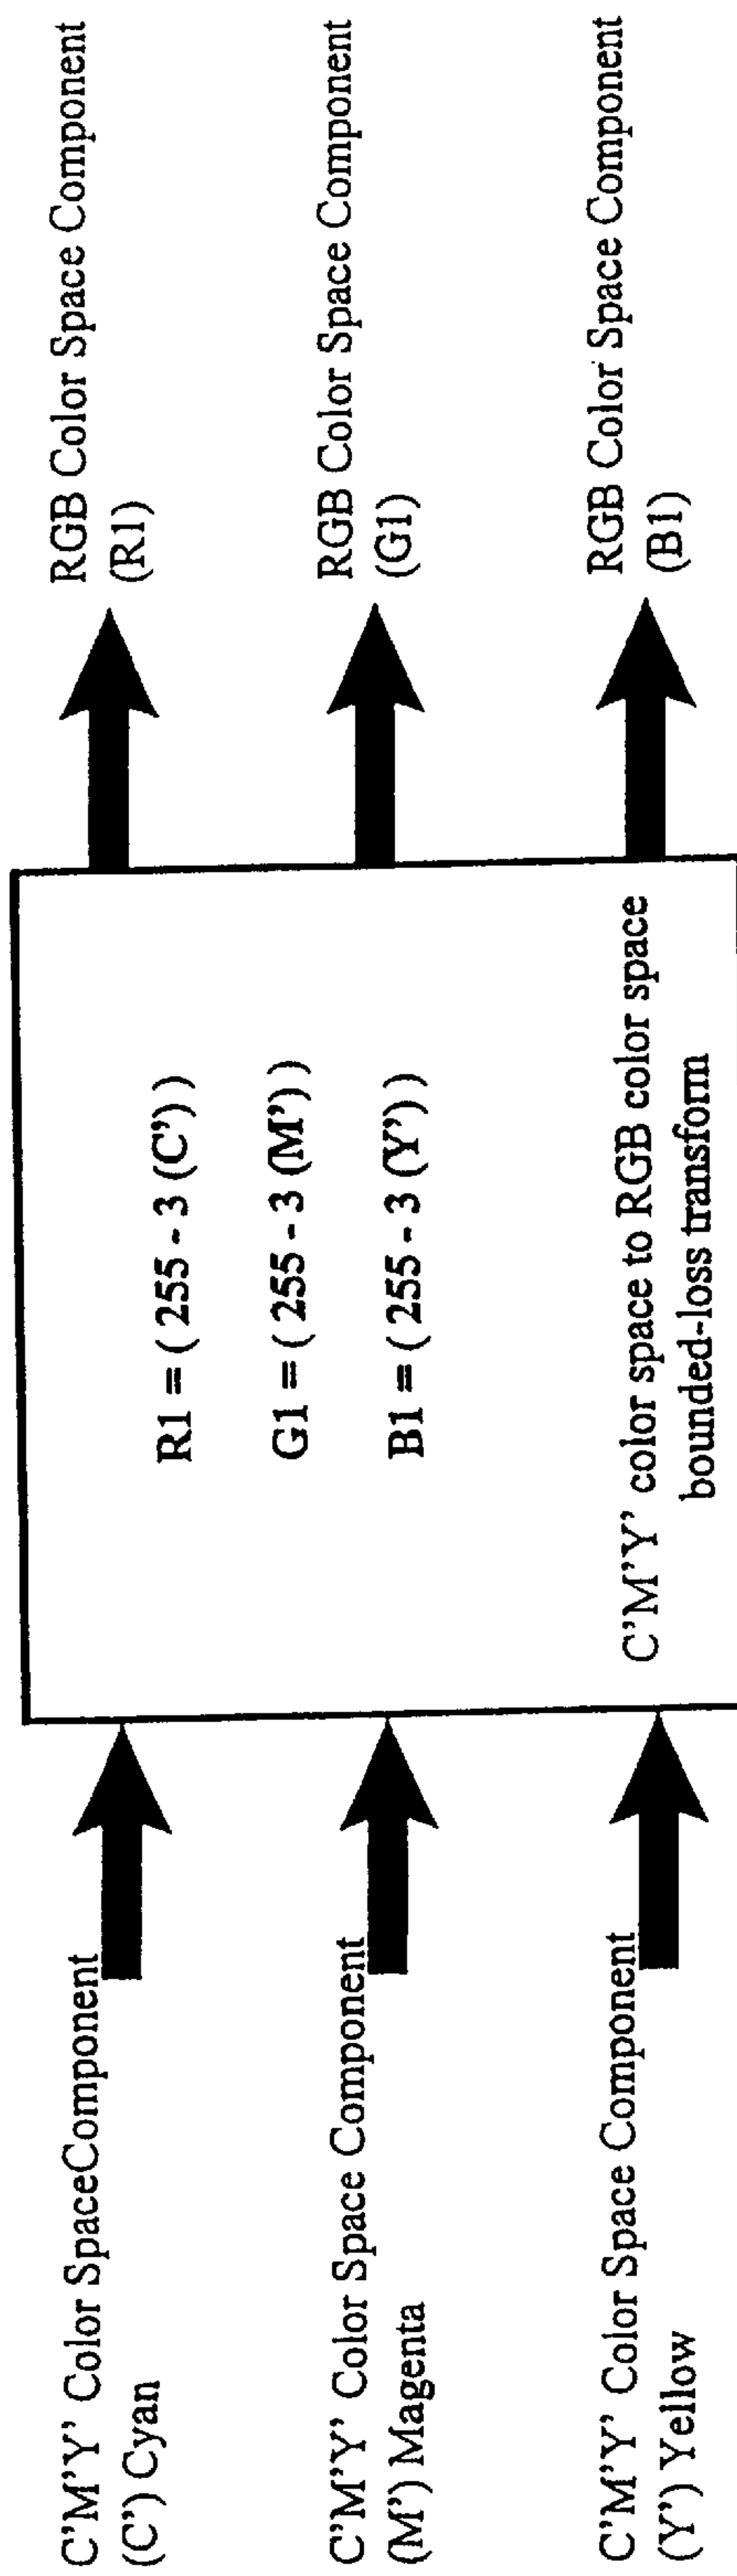 C'M'Y' Color SpaceComponent
(C') Cyan
C'M'Y' Color Space Component
(M') Magenta
C'M'Y' Color Space Component
(Y') Yellow
R1 = ( 255 - 3 (C') )
G1 = ( 255 - 3 (M') )
B1 = ( 255 - 3 (Y') )
C'M'Y' color space to RGB color space
bounded-loss transform
RGB Color Space Component
(R1)
RGB Color Space Component
(G1)
RGB Color Space Component
(B1)